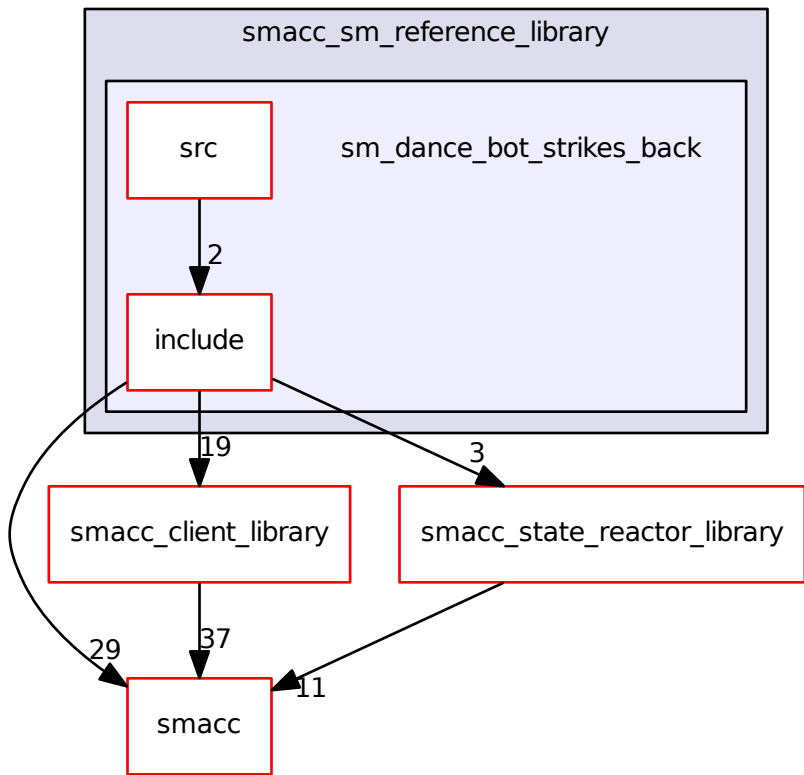 smacc_sm_reference_library
src
sm_dance_bot_strikes_back
2
include
19
3
smacc_client_library
smacc_state_reactor_library
29
37
11
smacc